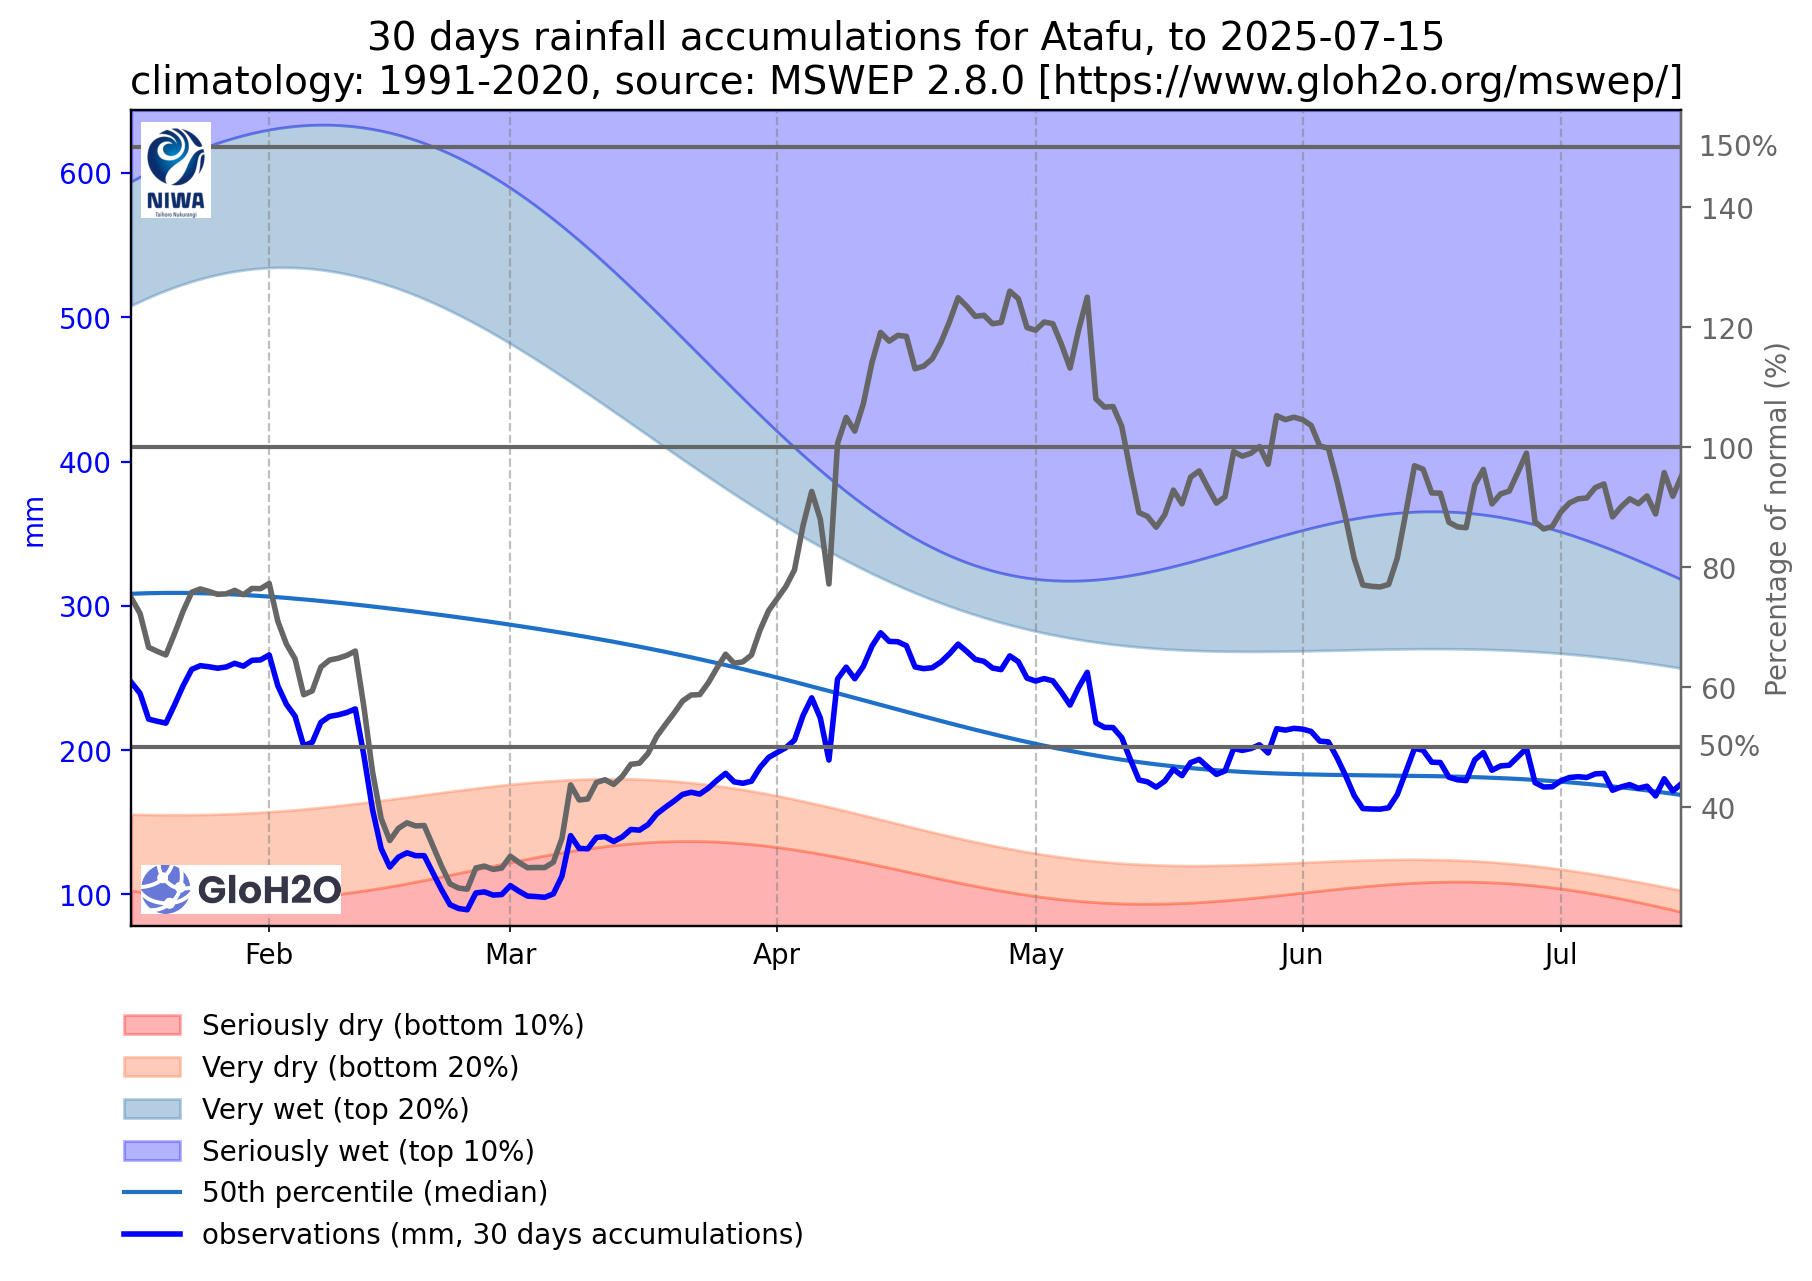 30 days rainfall accumulations for Atafu, to 2025-07-15
climatology: 1991-2020, source: MSWEP 2.8.0 [https://www.gloh2o.org/mswep/]
NIWA
Taihoro Nukurangi
600
500
400
300
200
100
mm
150%
140
120
100
80
60
50%
40
Percentage of normal (%)
GloH2O
Feb Mar Apr May Jun Jul
Seriously dry (bottom 10%)
Very dry (bottom 20%)
Very wet (top 20%)
Seriously wet (top 10%)
50th percentile (median)
observations (mm, 30 days accumulations)